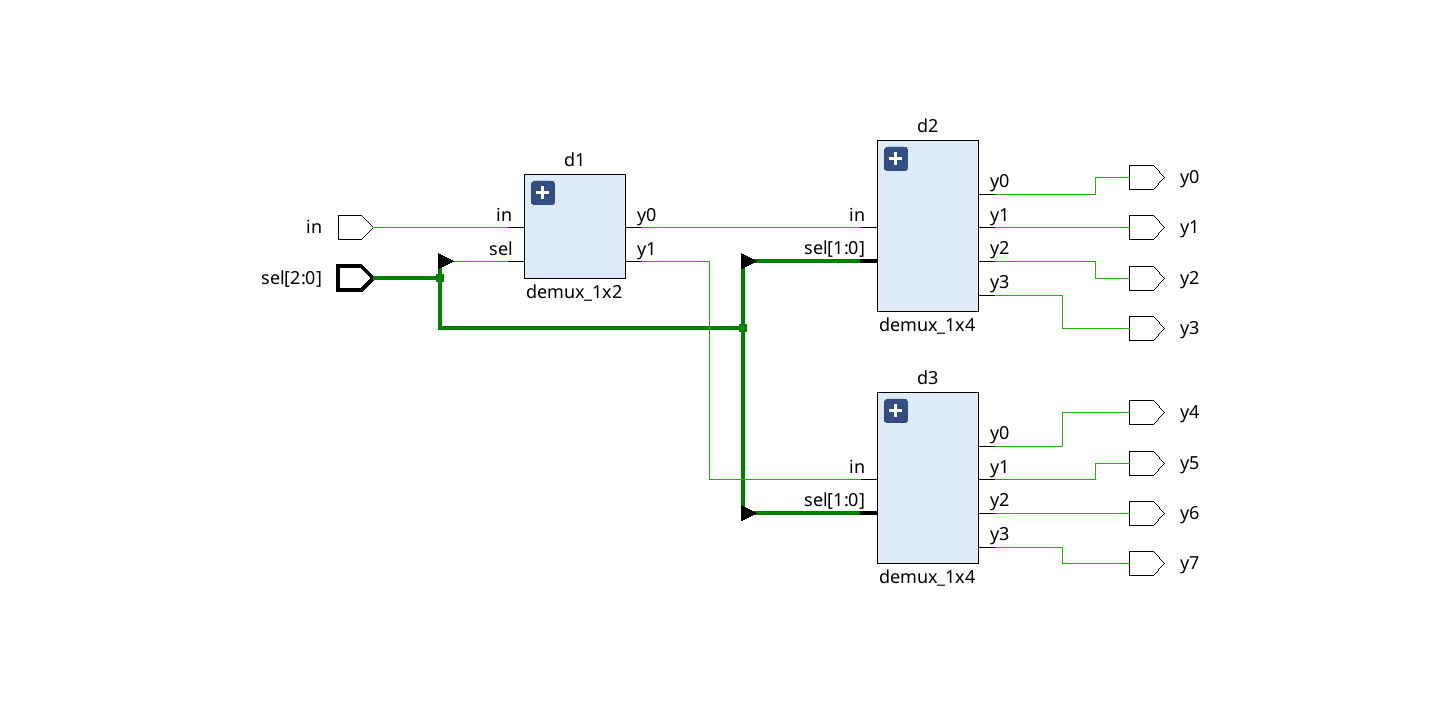 in
sel[2:0]
d1
in
sel
y0
y1
demux_1x2
d2
in
sel[1:0]
y0
y1
y2
y3
demux_1x4
d3
in
sel[1:0]
y0
y1
y2
y3
demux_1x4
y0
y1
y2
y3
y4
y5
y6
y7